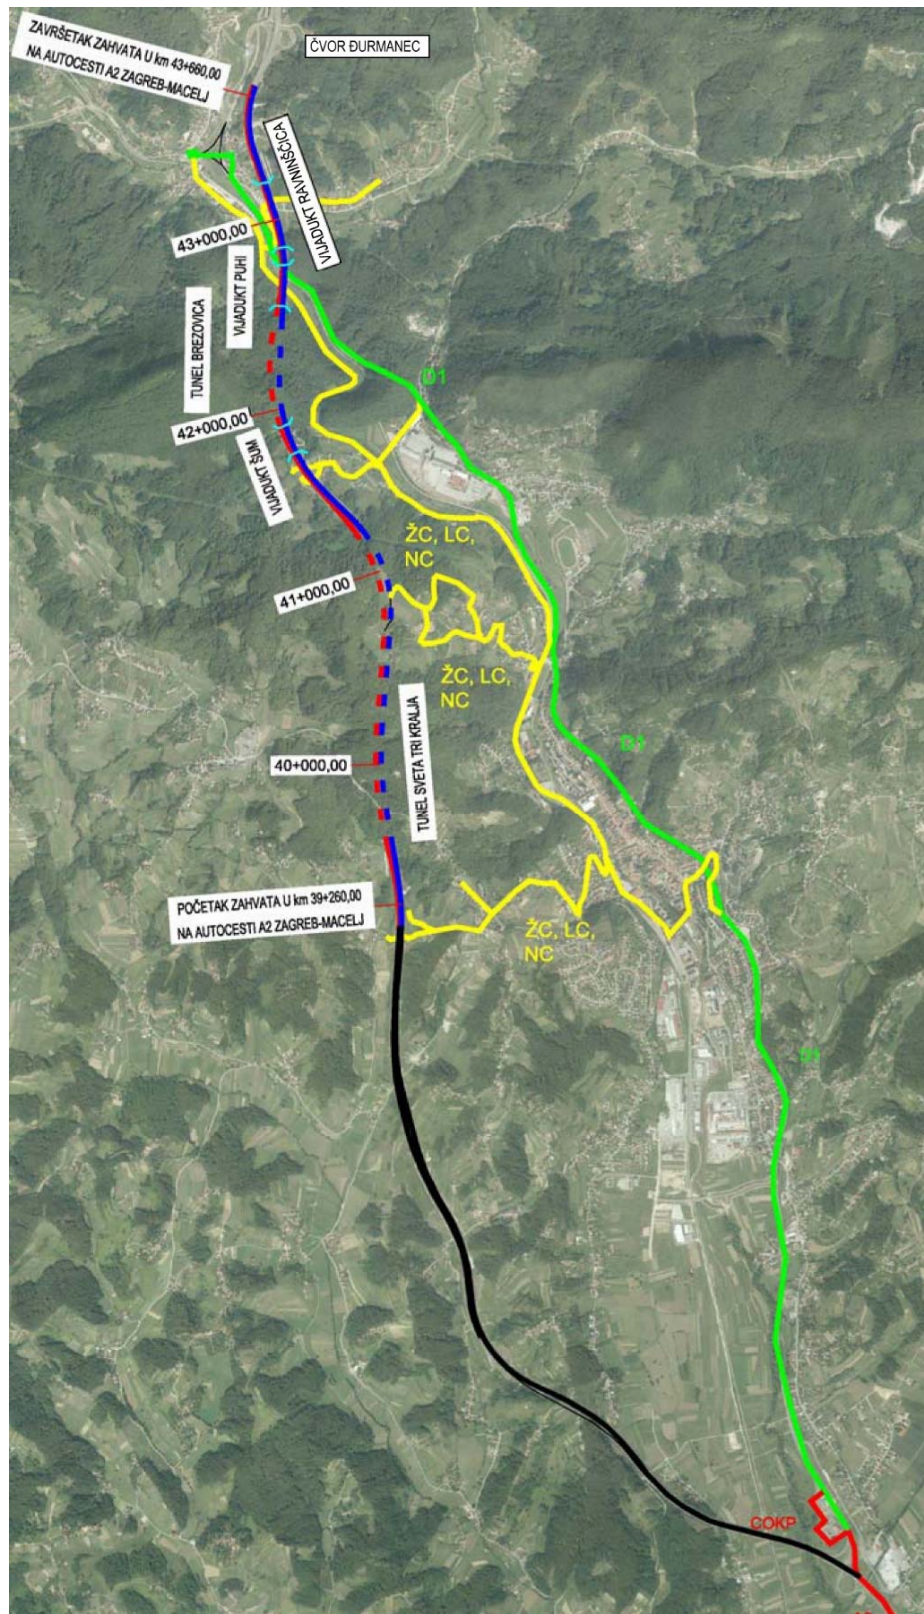 ZAVRŠETAK ZAHVATA U km 43+660,00
NA AUTOCESTI A2 ZAGREB-MACELJ
ČVOR ĐURMANEC
VIJADUKT RAVNINŠČICA
43+000,00
VIJADUKT PUHI
TUNEL BREZOVICA
D1
42+000,00
VIJADUKT ŠUM
ŽC, LC,
NC
41+000,00
ŽC, LC,
NC
TUNEL SVETA TRI KRALJA
D1
40+000,00
POČETAK ZAHVATA U km 39+260,00
NA AUTOCESTI A2 ZAGREB-MACELJ
ŽC, LC,
NC
D1
COKP